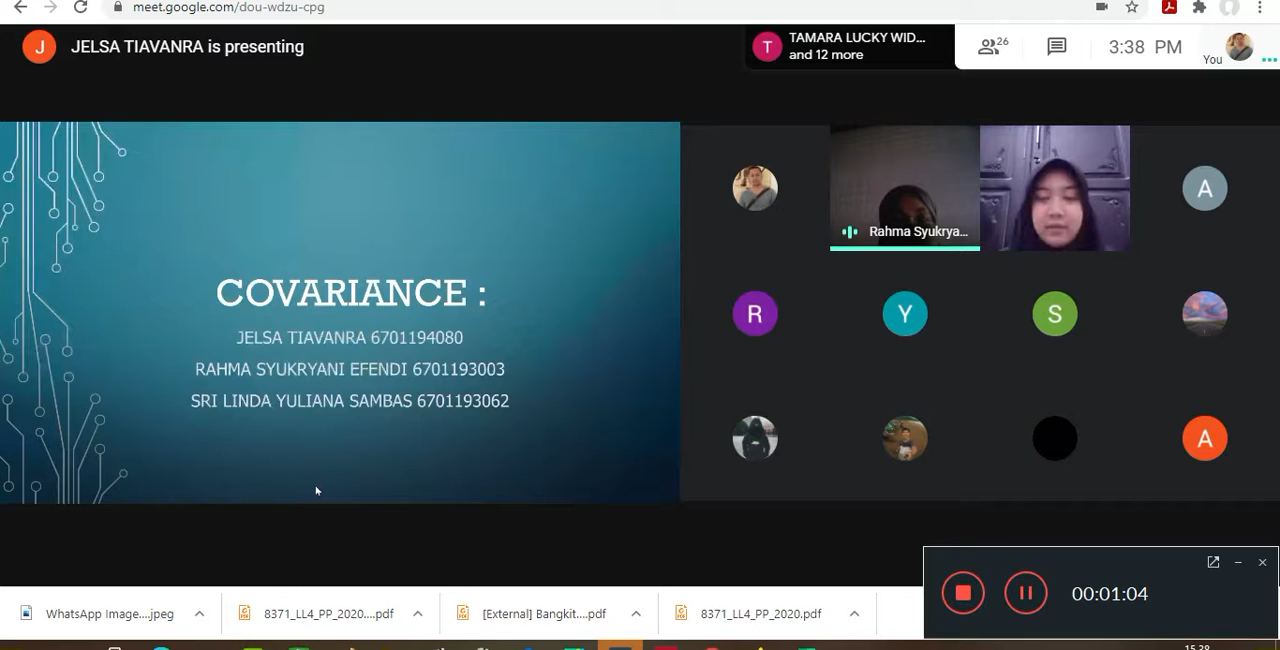 meet.google.com/dou-wdzu-cpg
J
JELSA TIAVANRA is presenting
T
TAMARA LUCKY WID...
and 12 more
26
3:38 PM
You
COVARIANCE :
JELSA TIAVANRA 6701194080
RAHMA SYUKRYANI EFENDI 6701193003
SRI LINDA YULIANA SAMBAS 6701193062
Rahma Syukrya...
A
R
Y
S
A
00:01:04
WhatsApp Image....jpeg
8371_LL4_PP_2020....pdf
[External] Bangkit....pdf
8371_LL4_PP_2020.pdf